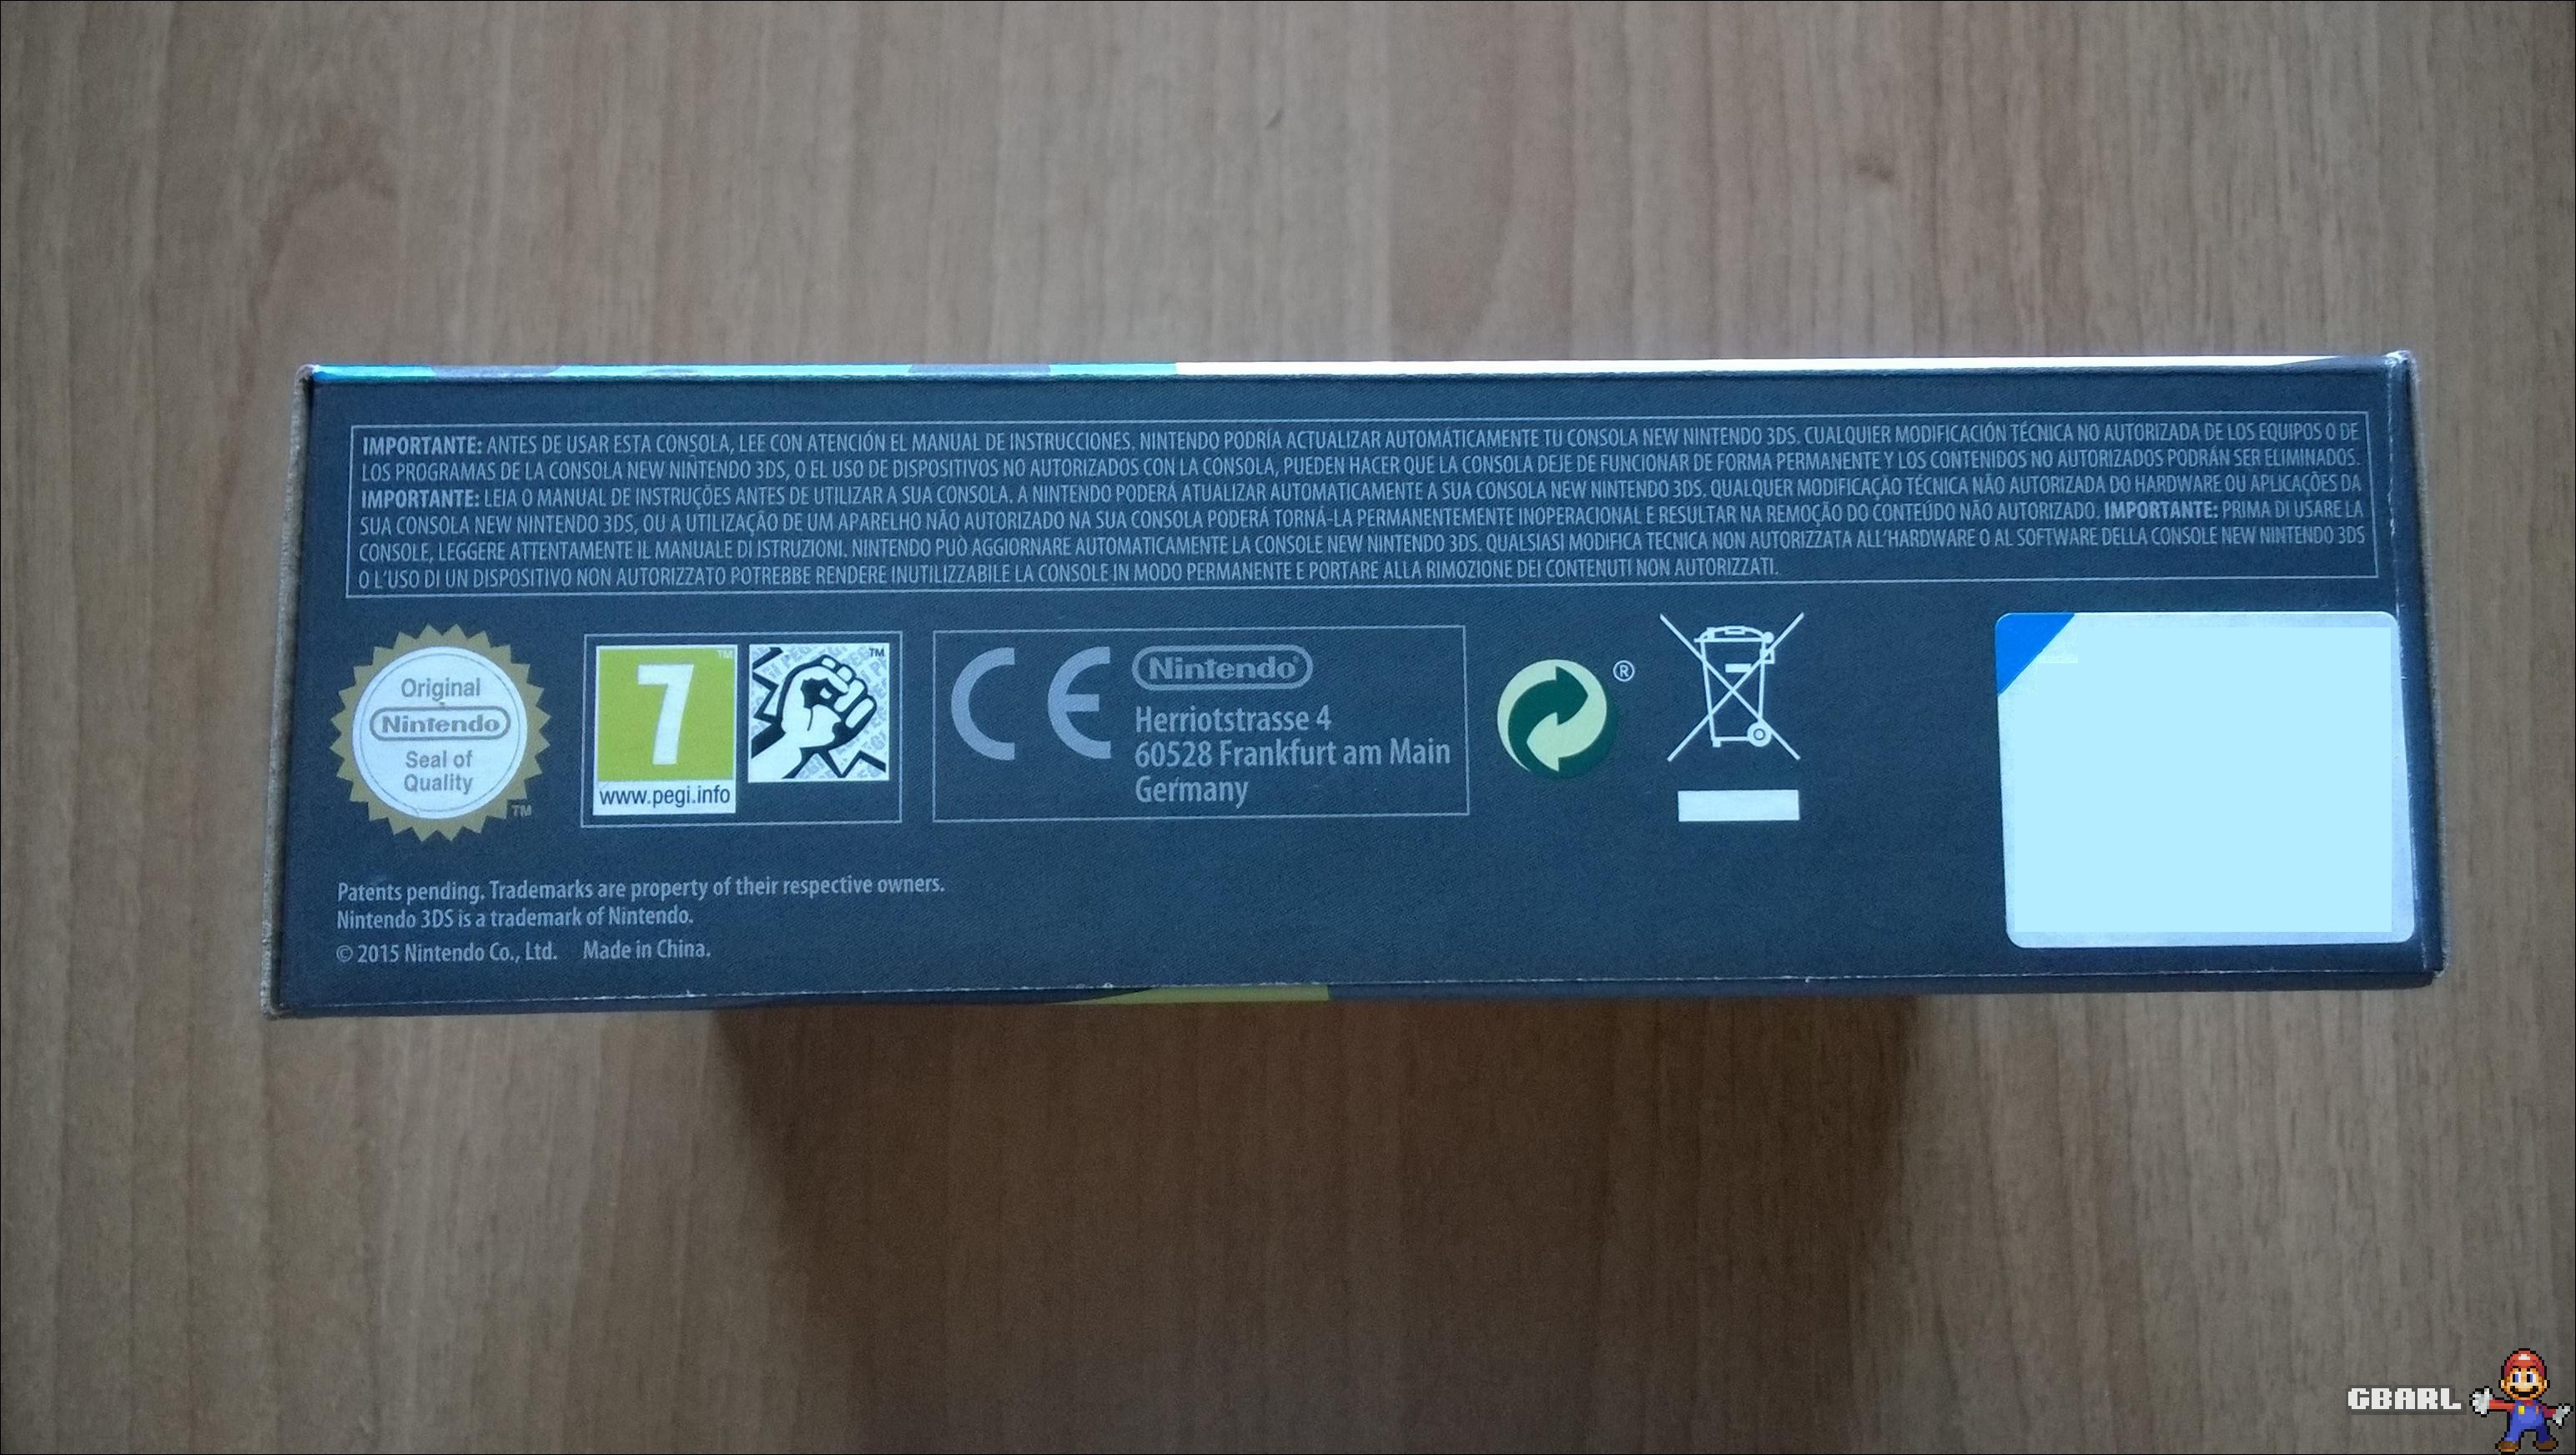 IMPORTANTE: ANTES DE USAR ESTA CONSOLA, LEE CON ATENCIÓN EL MANUAL DE INSTRUCCIONES. NINTENDO PODRÍA ACTUALIZAR AUTOMÁTICAMENTE TU CONSOLA NEW NINTENDO 3DS. CUALQUIER MODIFICACIÓN TÉCNICA NO AUTORIZADA DE LOS EQUIPOS O DE
LOS PROGRAMAS DE LA CONSOLA NEW NINTENDO 3DS, O EL USO DE DISPOSITIVOS NO AUTORIZADOS CON LA CONSOLA, PUEDEN HACER QUE LA CONSOLA DEJE DE FUNCIONAR DE FORMA PERMANENTE Y LOS CONTENIDOS NO AUTORIZADOS PODRÁN SER ELIMINADOS.
IMPORTANTE: LEIA O MANUAL DE INSTRUÇÕES ANTES DE UTILIZAR A SUA CONSOLA. A NINTENDO PODERÁ ATUALIZAR AUTOMATICAMENTE A SUA CONSOLA NEW NINTENDO 3DS. QUALQUER MODIFICAÇÃO TÉCNICA NÃO AUTORIZADA DO HARDWARE OU APLICAÇÕES DA
SUA CONSOLA NEW NINTENDO 3DS, OU A UTILIZAÇÃO DE UM APARELHO NÃO AUTORIZADO NA SUA CONSOLA PODERÁ TORNÁ-LA PERMANENTEMENTE INOPERACIONAL E RESULTAR NA REMOÇÃO DO CONTEÚDO NÃO AUTORIZADO. IMPORTANTE: PRIMA DI USARE LA
CONSOLE, LEGGERE ATTENTAMENTE IL MANUALE DI ISTRUZIONI. NINTENDO PUÒ AGGIORNARE AUTOMATICAMENTE LA CONSOLE NEW NINTENDO 3DS. QUALSIASI MODIFICA TECNICA NON AUTORIZZATA ALL'HARDWARE O AL SOFTWARE DELLA CONSOLE NEW NINTENDO 3DS
O L'USO DI UN DISPOSITIVO NON AUTORIZZATO POTREBBE RENDERE INUTILIZZABILE LA CONSOLE IN MODO PERMANENTE E PORTARE ALLA RIMOZIONE DEI CONTENUTI NON AUTORIZZATI.
Original
Nintendo
Seal of
Quality
TM
7 TM
www.pegi.info
TM
CE
Nintendo®
Herriotstrasse 4
60528 Frankfurt am Main
Germany
®
Patents pending. Trademarks are property of their respective owners.
Nintendo 3DS is a trademark of Nintendo.
© 2015 Nintendo Co., Ltd. Made in China.
GBARL